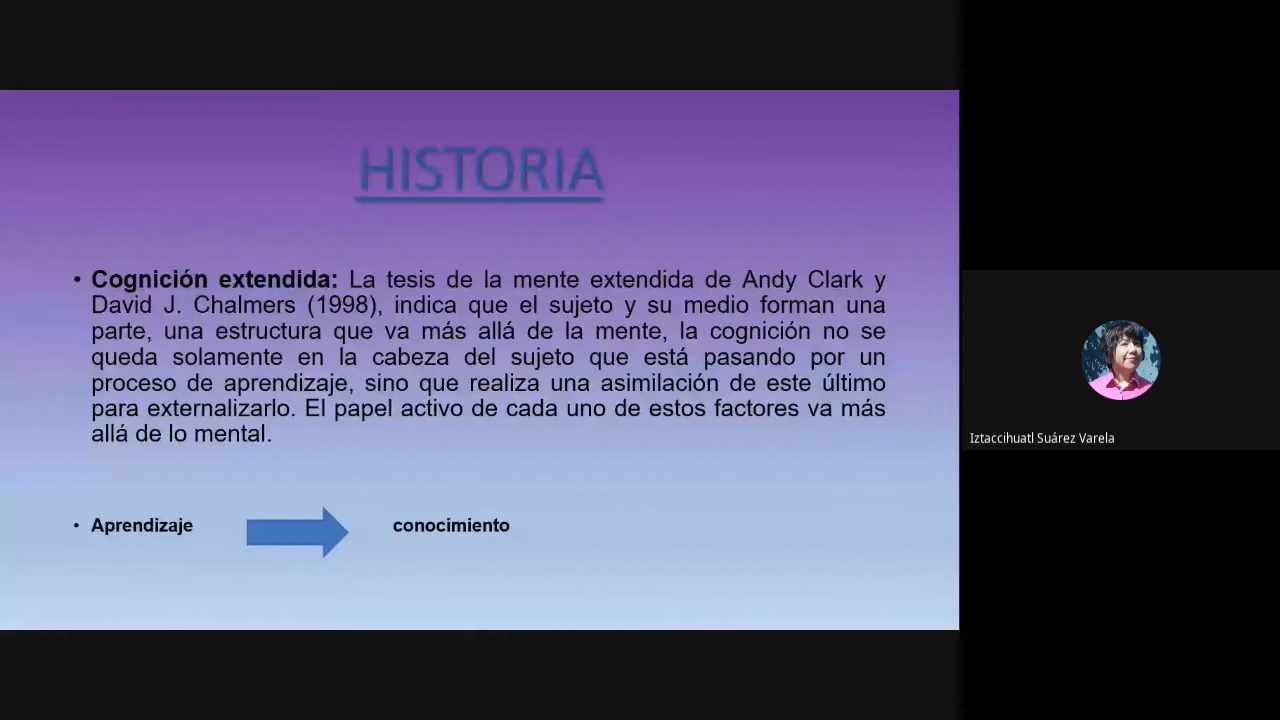 HISTORIA
• Cognición extendida: La tesis de la mente extendida de Andy Clark y
David J. Chalmers (1998), indica que el sujeto y su medio forman una
parte, una estructura que va más allá de la mente, la cognición no se
queda solamente en la cabeza del sujeto que está pasando por un
proceso de aprendizaje, sino que realiza una asimilación de este último
para externalizarlo. El papel activo de cada uno de estos factores va más
allá de lo mental.
• Aprendizaje conocimiento
Iztaccihuatl Suárez Varela